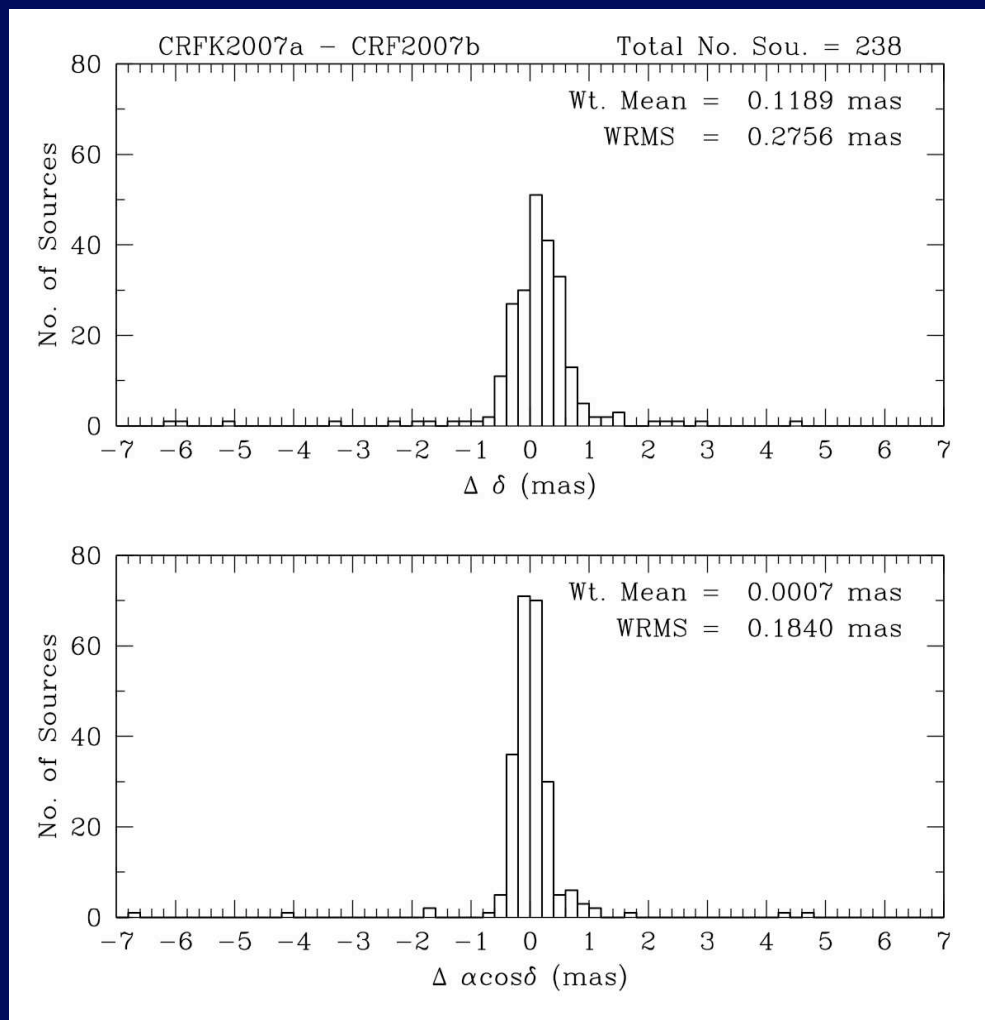 CRFK2007a − CRF2007b Total No. Sou. = 238
80
Wt. Mean = 0.1189 mas
WRMS = 0.2756 mas
60
40
20
0
No. of Sources
−7 −6 −5 −4 −3 −2 −1 0 1 2 3 4 5 6 7
Δ δ (mas)
80
Wt. Mean = 0.0007 mas
WRMS = 0.1840 mas
60
40
20
0
No. of Sources
−7 −6 −5 −4 −3 −2 −1 0 1 2 3 4 5 6 7
Δ αcosδ (mas)